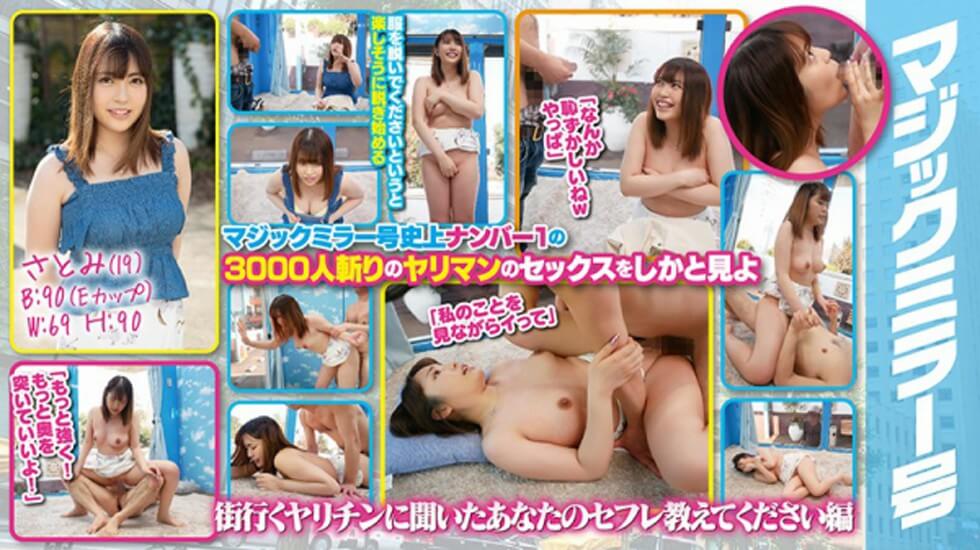 さとみ(19)
B:90(Eカップ)
W:69 H:90
服を脱いでくださいというと
楽しそうに脱ぎ始める
「なんか
恥ずかしいねw
やっぱ」
マジックミラー号史上ナンバー1の
3000人斬りのヤリマンのセックスをしかと見よ
「私のことを
見ながらイって」
「もっと強く!
もっと奥を
突いていいよ!」
街行くヤリチンに聞いたあなたのセフレ教えてください編
マジックミラー号